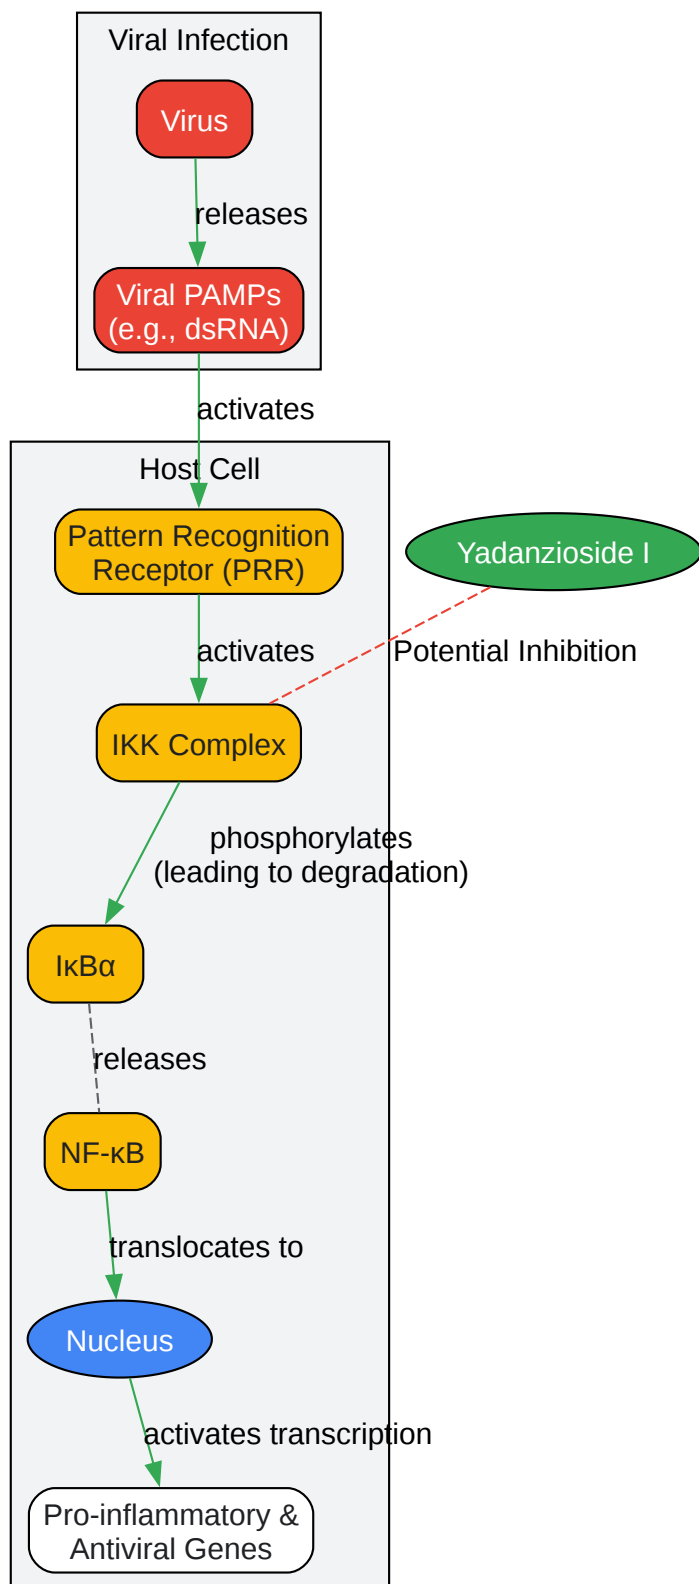 Viral Infection
Virus
releases
Viral PAMPs
(e.g., dsRNA)
activates
Host Cell
Pattern Recognition
Receptor (PRR)
Yadanzioside I
activates
Potential Inhibition
IKK Complex
phosphorylates
(leading to degradation)
IκBα
releases
NF-κB
translocates to
Nucleus
activates transcription
Pro-inflammatory &
Antiviral Genes